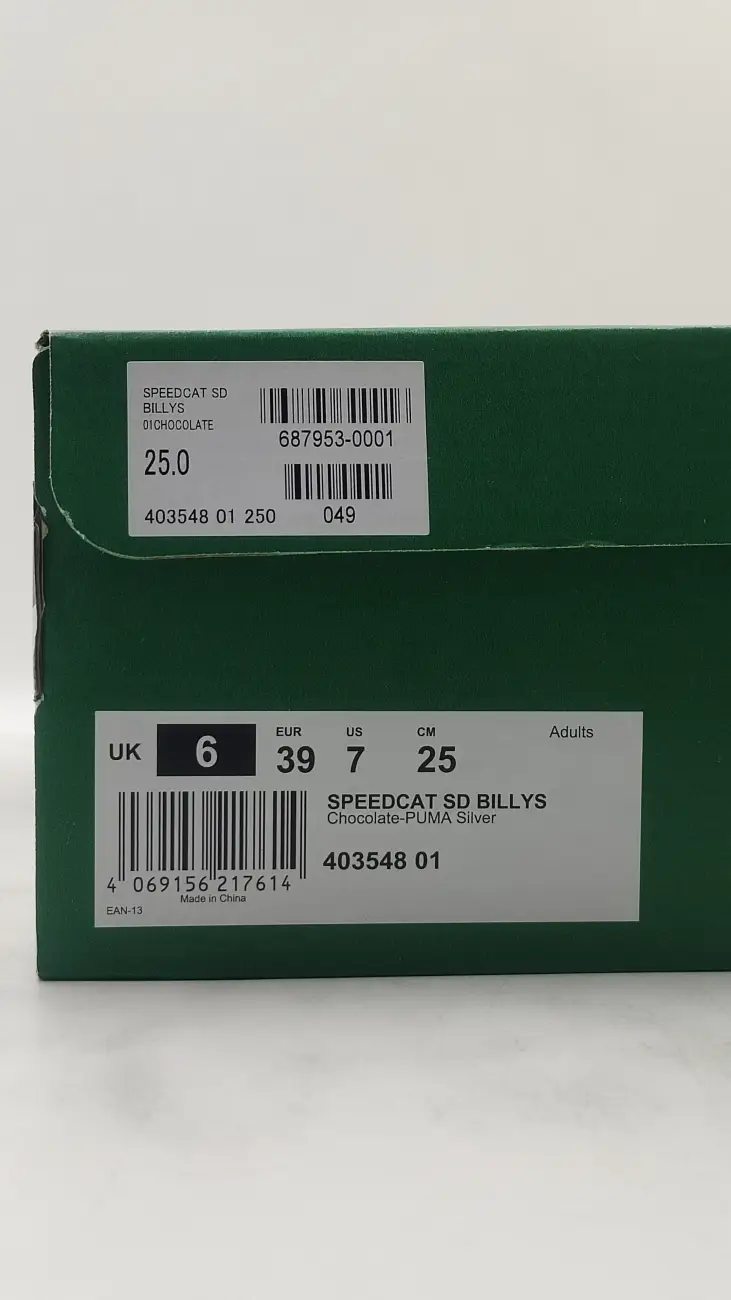 SPEEDCAT SD
BILLYS
01CHOCOLATE
687953-0001
25.0
403548 01 250
049
UK 6
EUR 39
US 7
CM 25
Adults
SPEEDCAT SD BILLYS
Chocolate-PUMA Silver
403548 01
4 069156 217614
Made in China
EAN-13